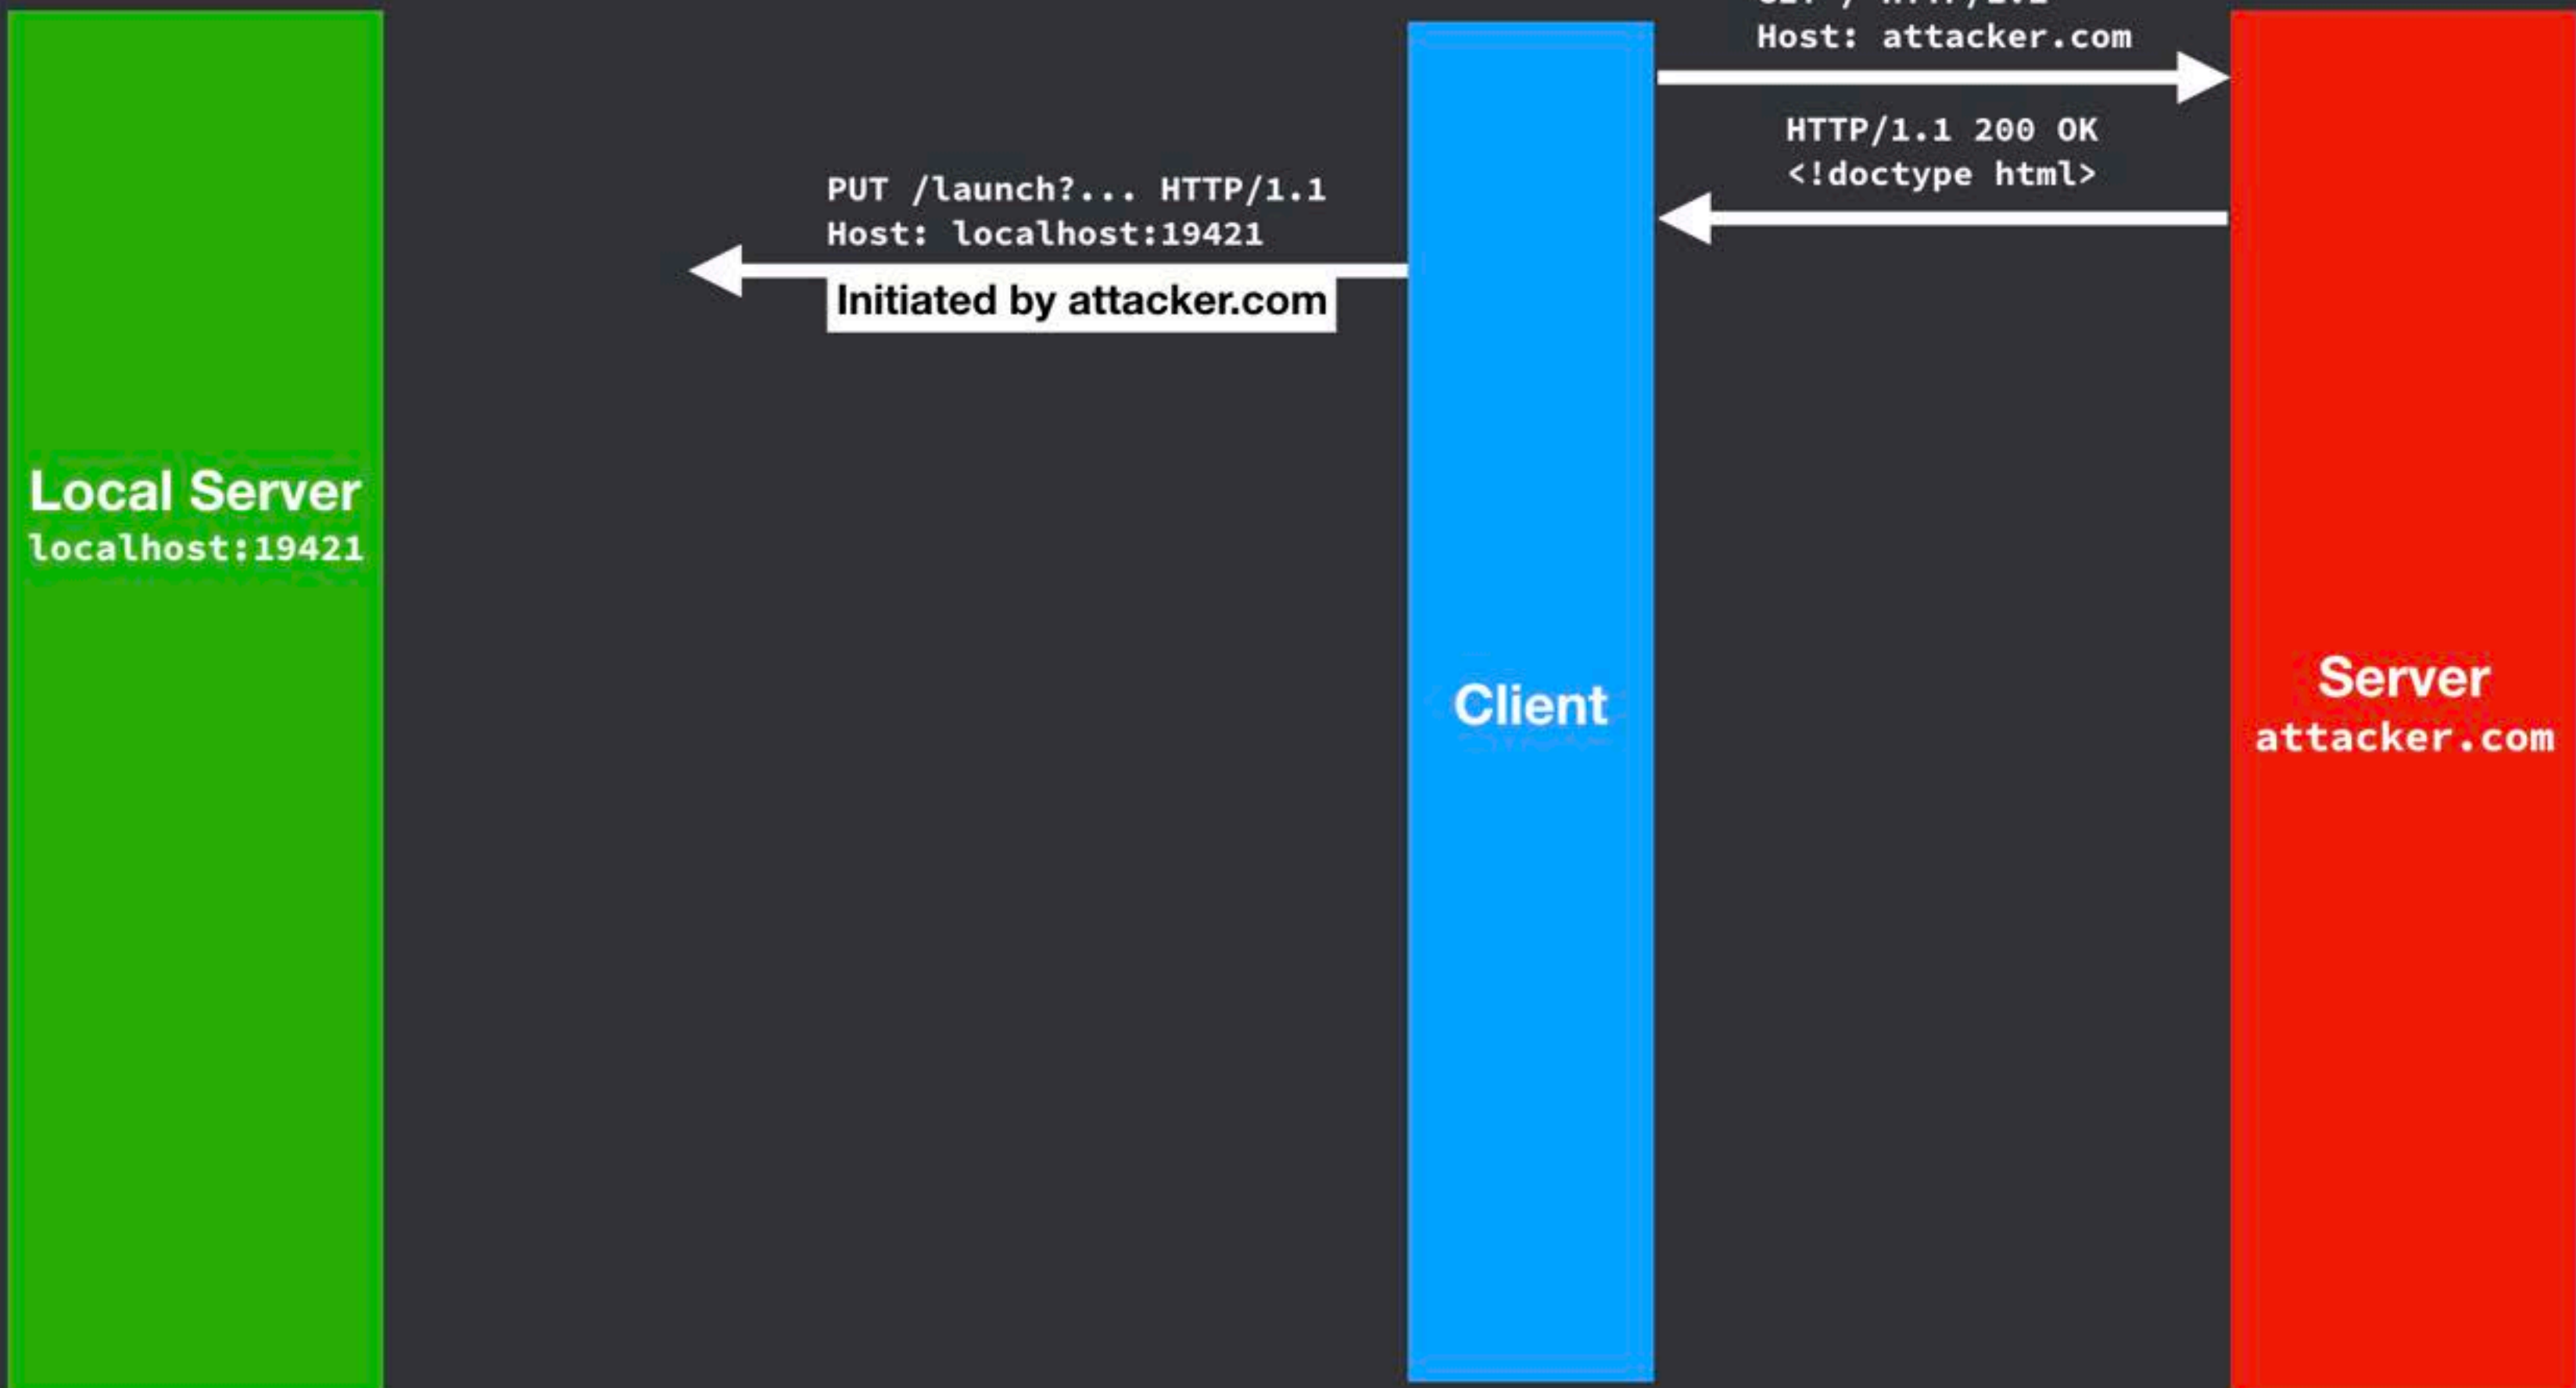 Host: attacker.com
HTTP/1.1 200 OK
<!doctype html>
PUT /launch?... HTTP/1.1
Host: localhost:19421
Initiated by attacker.com
Local Server
localhost:19421
Client
Server
attacker.com